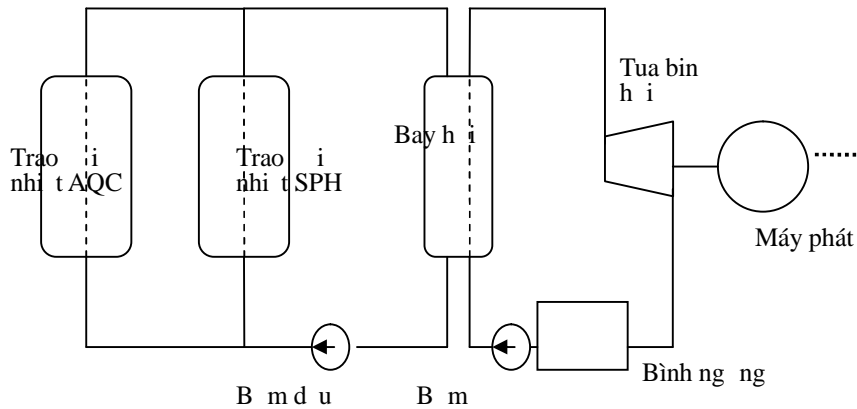 Tua bin
h i
Bay h i
Trao i
nhi t AQC
Trao i
nhi t SPH
Máy phát
Bình ng ng
B m d u
B m